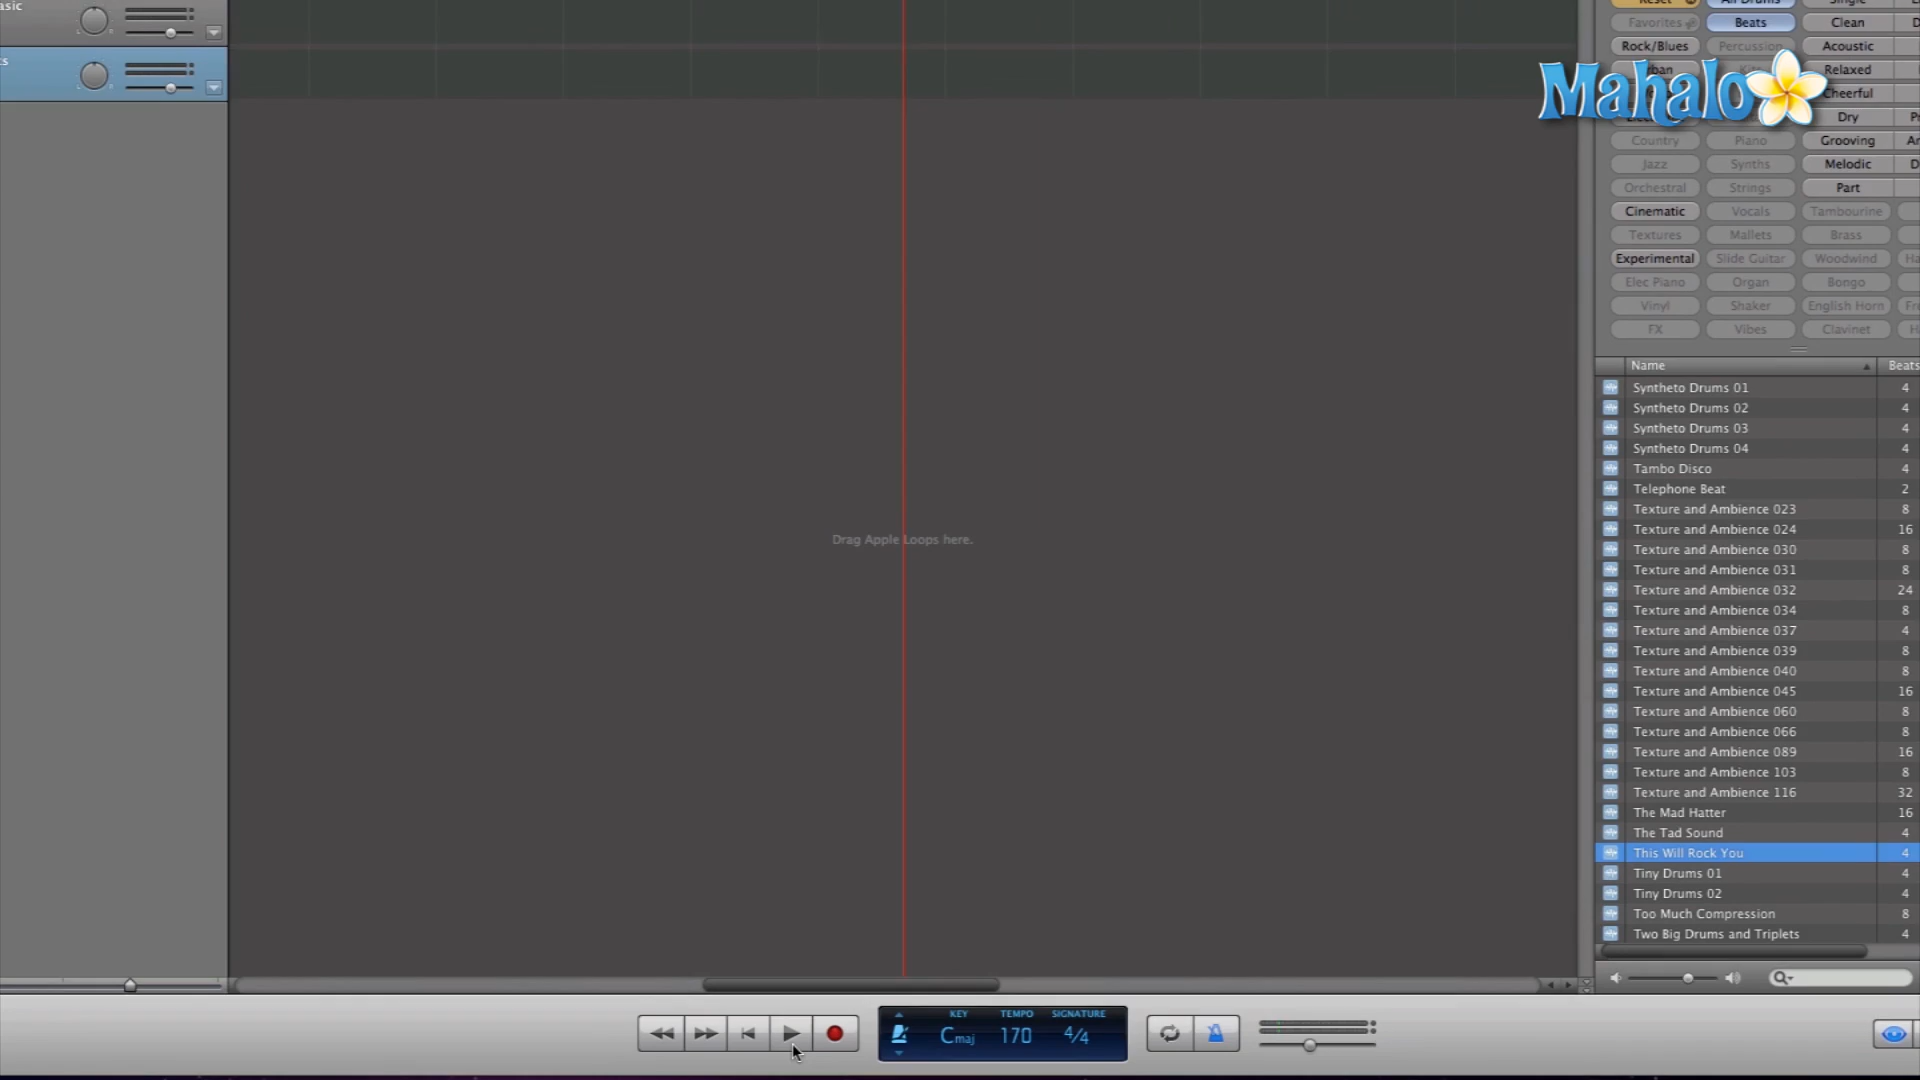 asic
s
Reset All Drums Single
Favorites Beats Clean
Rock/Blues Percussion Acoustic
Relaxed
Cheerful
Dry
Country Piano Grooving
Jazz Synths Melodic
Orchestral Strings Part
Cinematic Vocals Tambourine
Textures Mallets Brass
Experimental Slide Guitar Woodwind Ha
Elec Piano Organ Bongo
Vinyl Shaker English Horn Fre
FX Vibes Clavinet
Mahalo
Name Beats
Syntheto Drums 01 4
Syntheto Drums 02 4
Syntheto Drums 03 4
Syntheto Drums 04 4
Tambo Disco 4
Telephone Beat 2
Texture and Ambience 023 8
Texture and Ambience 024 16
Texture and Ambience 030 8
Texture and Ambience 031 8
Texture and Ambience 032 24
Texture and Ambience 034 8
Texture and Ambience 037 4
Texture and Ambience 039 8
Texture and Ambience 040 8
Texture and Ambience 045 16
Texture and Ambience 060 8
Texture and Ambience 066 8
Texture and Ambience 089 16
Texture and Ambience 103 8
Texture and Ambience 116 32
The Mad Hatter 16
The Tad Sound 4
This Will Rock You 4
Tiny Drums 01 4
Tiny Drums 02 4
Too Much Compression 8
Two Big Drums and Triplets 4
Drag Apple Loops here.
KEY TEMPO SIGNATURE
Cmaj 170 4/4